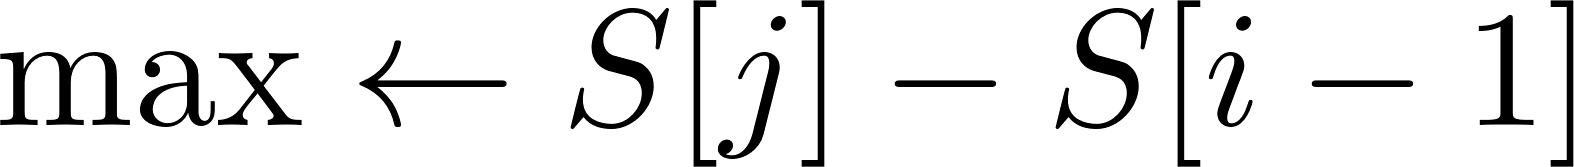 max ← S[j] − S[i − 1]